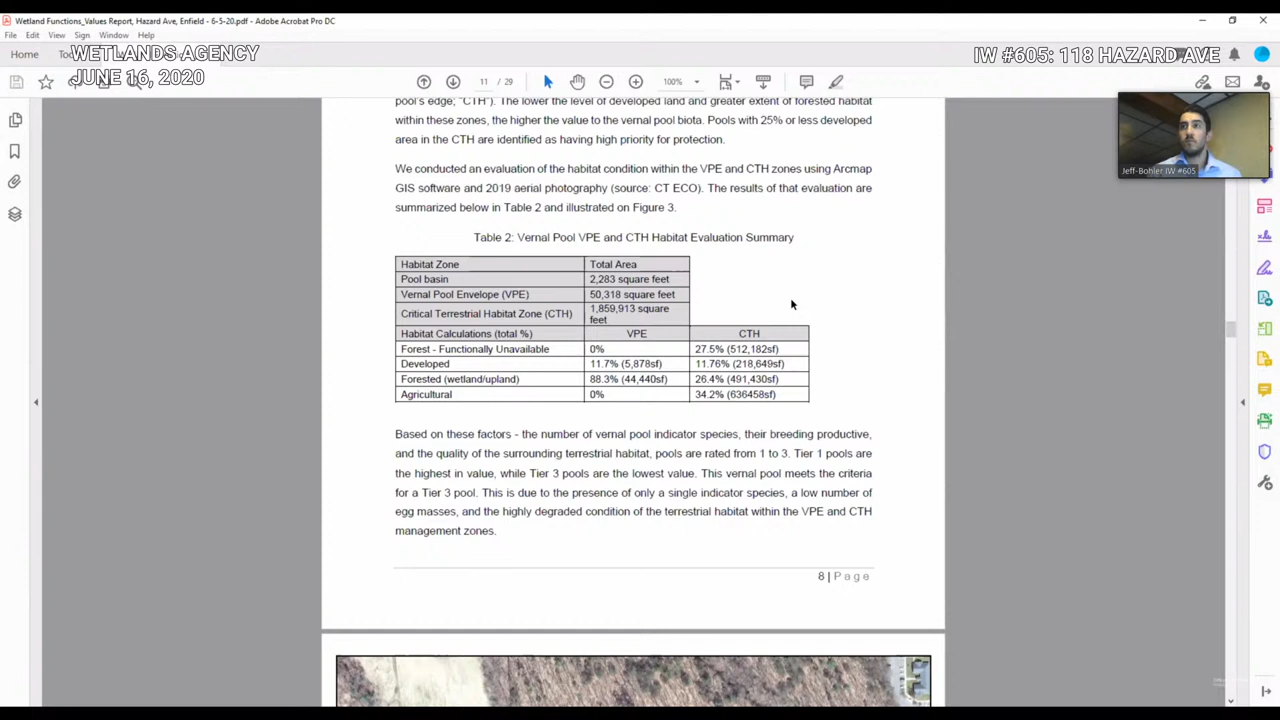 Wetland Functions_Values Report, Hazard Ave, Enfield - 6-5-20.pdf - Adobe Acrobat Pro DC
File Edit View Sign Window Help
WETLANDS AGENCY
JUNE 16, 2020
IW #605: 118 HAZARD AVE
Home
11 / 29
100%
Jeff-Bohler IW #605
pool's edge; "CTH"). The lower the level of developed land and greater extent of forested habitat
within these zones, the higher the value to the vernal pool biota. Pools with 25% or less developed
area in the CTH are identified as having high priority for protection.
We conducted an evaluation of the habitat condition within the VPE and CTH zones using Arcmap
GIS software and 2019 aerial photography (source: CT ECO). The results of that evaluation are
summarized below in Table 2 and illustrated on Figure 3.
Table 2: Vernal Pool VPE and CTH Habitat Evaluation Summary
Habitat Zone Total Area
Pool basin 2,283 square feet
Vernal Pool Envelope (VPE) 50,318 square feet
Critical Terrestrial Habitat Zone (CTH) 1,859,913 square
feet
Habitat Calculations (total %) VPE CTH
Forest - Functionally Unavailable 0% 27.5% (512,182sf)
Developed 11.7% (5,878sf) 11.76% (218,649sf)
Forested (wetland/upland) 88.3% (44,440sf) 26.4% (491,430sf)
Agricultural 0% 34.2% (636458sf)
Based on these factors - the number of vernal pool indicator species, their breeding productive,
and the quality of the surrounding terrestrial habitat, pools are rated from 1 to 3. Tier 1 pools are
the highest in value, while Tier 3 pools are the lowest value. This vernal pool meets the criteria
for a Tier 3 pool. This is due to the presence of only a single indicator species, a low number of
egg masses, and the highly degraded condition of the terrestrial habitat within the VPE and CTH
management zones.
8 | Page